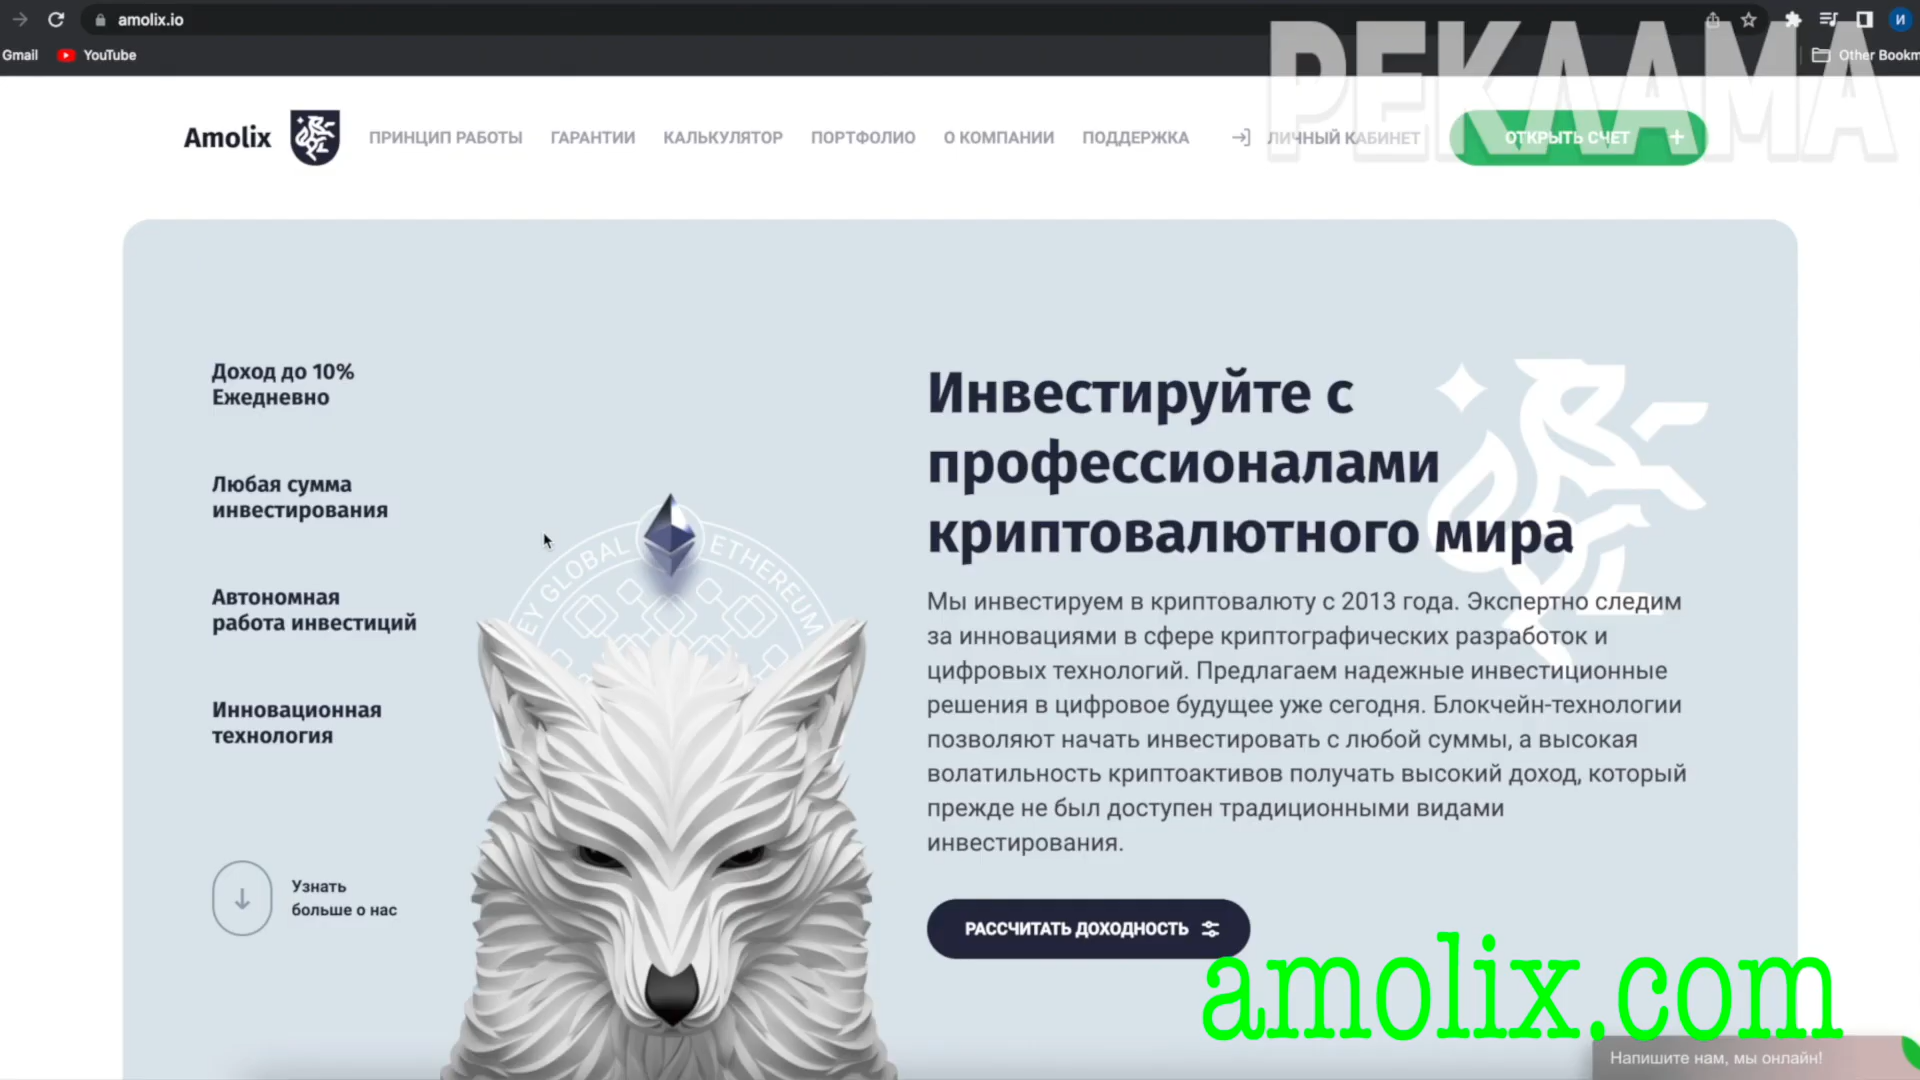 amolix.io
Gmail
YouTube
Other Bookm
РЕКЛАМА
Amolix
ПРИНЦИП РАБОТЫ
ГАРАНТИИ
КАЛЬКУЛЯТОР
ПОРТФОЛИО
О КОМПАНИИ
ПОДДЕРЖКА
ЛИЧНЫЙ КАБИНЕТ
ОТКРЫТЬ СЧЕТ +
Доход до 10%
Ежедневно
Любая сумма
инвестирования
Автономная
работа инвестиций
Инновационная
технология
Узнать
больше о нас
EY GLOBAL ETHEREUM
Инвестируйте с
профессионалами
криптовалютного мира
Мы инвестируем в криптовалюту с 2013 года. Экспертно следим
за инновациями в сфере криптографических разработок и
цифровых технологий. Предлагаем надежные инвестиционные
решения в цифровое будущее уже сегодня. Блокчейн-технологии
позволяют начать инвестировать с любой суммы, а высокая
волатильность криптоактивов получать высокий доход, который
прежде не был доступен традиционными видами
инвестирования.
РАССЧИТАТЬ ДОХОДНОСТЬ
amolix.com
Напишите нам, мы онлайн!